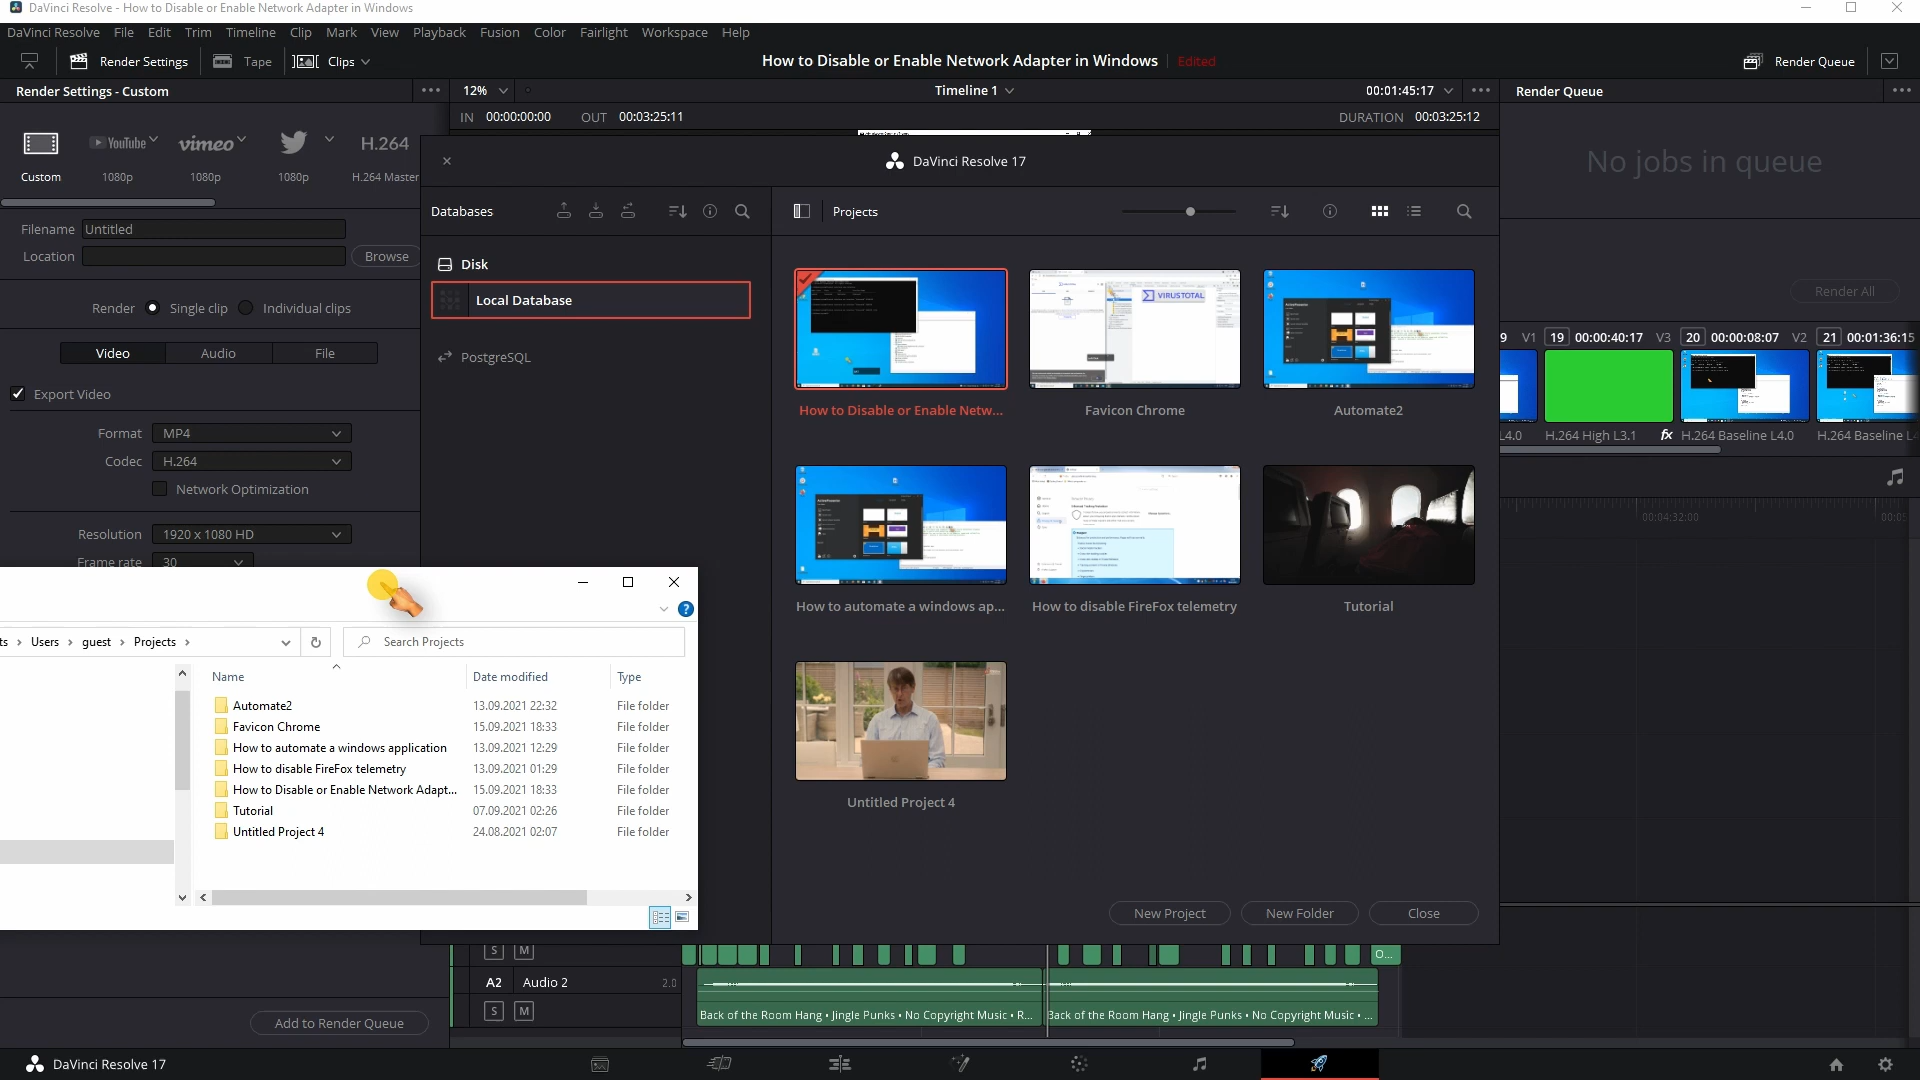 DaVinci Resolve - How to Disable or Enable Network Adapter in Windows
DaVinci Resolve File Edit Trim Timeline Clip Mark View Playback Fusion Color Fairlight Workspace Help
Render Settings Tape Clips
How to Disable or Enable Network Adapter in Windows Edited
Render Queue
Render Settings - Custom
12% Timeline 1 00:01:45:17
Render Queue
IN 00:00:00:00 OUT 00:03:25:11 DURATION 00:03:25:12
YouTube vimeo H.264
Custom 1080p 1080p 1080p H.264 Master
DaVinci Resolve 17
No jobs in queue
Databases
Projects
Filename Untitled
Location Browse
Disk
Local Database
PostgreSQL
Render Single clip Individual clips
Render All
Video Audio File
Export Video
Format MP4
Codec H.264
Network Optimization
Resolution 1920 x 1080 HD
Frame rate 30
VIRUSTOTAL
How to Disable or Enable Netw...
Favicon Chrome
Automate2
How to automate a windows ap...
How to disable FireFox telemetry
Tutorial
Untitled Project 4
9 V1 19 00:00:40:17 V3 20 00:00:08:07 V2 21 00:01:36:15
L4.0 H.264 High L3.1 fx H.264 Baseline L4.0 H.264 Baseline L4
00:04:32:00 00:05
ts > Users > guest > Projects >
Search Projects
Name Date modified Type
Automate2 13.09.2021 22:32 File folder
Favicon Chrome 15.09.2021 18:33 File folder
How to automate a windows application 13.09.2021 12:29 File folder
How to disable FireFox telemetry 13.09.2021 01:29 File folder
How to Disable or Enable Network Adapt... 15.09.2021 18:33 File folder
Tutorial 07.09.2021 02:26 File folder
Untitled Project 4 24.08.2021 02:07 File folder
New Project New Folder Close
S M
O...
A2 Audio 2 2.0
S M
Back of the Room Hang • Jingle Punks • No Copyright Music • R...
Back of the Room Hang • Jingle Punks • No Copyright Music • ...
Add to Render Queue
DaVinci Resolve 17